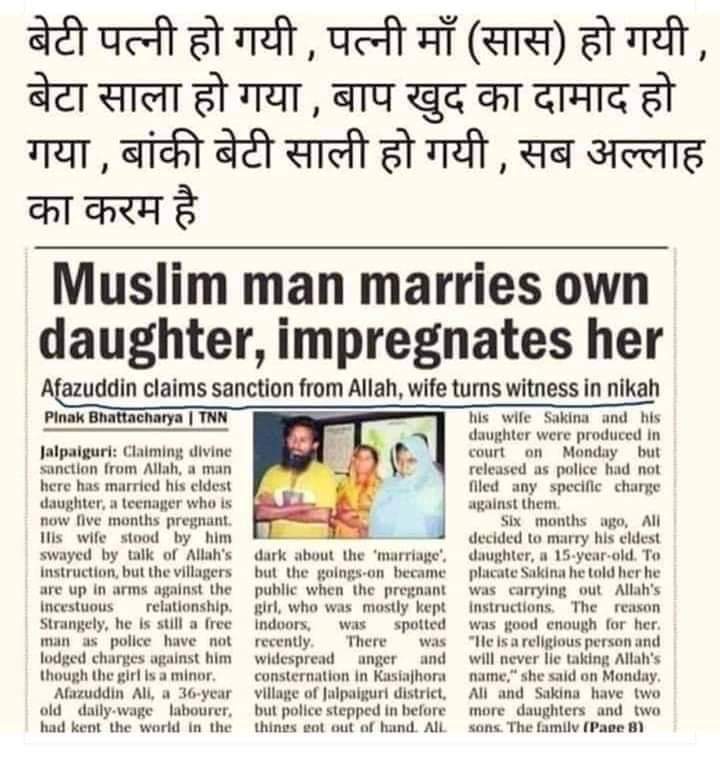 बेटी पत्नी हो गयी , पत्नी माँ (सास) हो गयी ,
बेटा साला हो गया , बाप खुद का दामाद हो
गया , बांकी बेटी साली हो गयी , सब अल्लाह
का करम है
Muslim man marries own
daughter, impregnates her
Afazuddin claims sanction from Allah, wife turns witness in nikah
Pinak Bhattacharya | TNN
Jalpaiguri: Claiming divine
sanction from Allah, a man
here has married his eldest
daughter, a teenager who is
now five months pregnant.
His wife stood by him
swayed by talk of Allah's
instruction, but the villagers
are up in arms against the
incestuous relationship.
Strangely, he is still a free
man as police have not
lodged charges against him
though the girl is a minor.
Afazuddin Ali, a 36-year
old daily-wage labourer,
had kept the world in the
dark about the 'marriage',
but the goings-on became
public when the pregnant
girl, who was mostly kept
indoors, was spotted
recently. There was
widespread anger and
consternation in Kasiajhora
village of Jalpaiguri district,
but police stepped in before
things got out of hand. Ali,
his wife Sakina and his
daughter were produced in
court on Monday but
released as police had not
filed any specific charge
against them.
Six months ago, Ali
decided to marry his eldest
daughter, a 15-year-old. To
placate Sakina he told her he
was carrying out Allah's
instructions. The reason
was good enough for her.
"He is a religious person and
will never lie taking Allah's
name," she said on Monday.
Ali and Sakina have two
more daughters and two
sons. The family (Page 8)